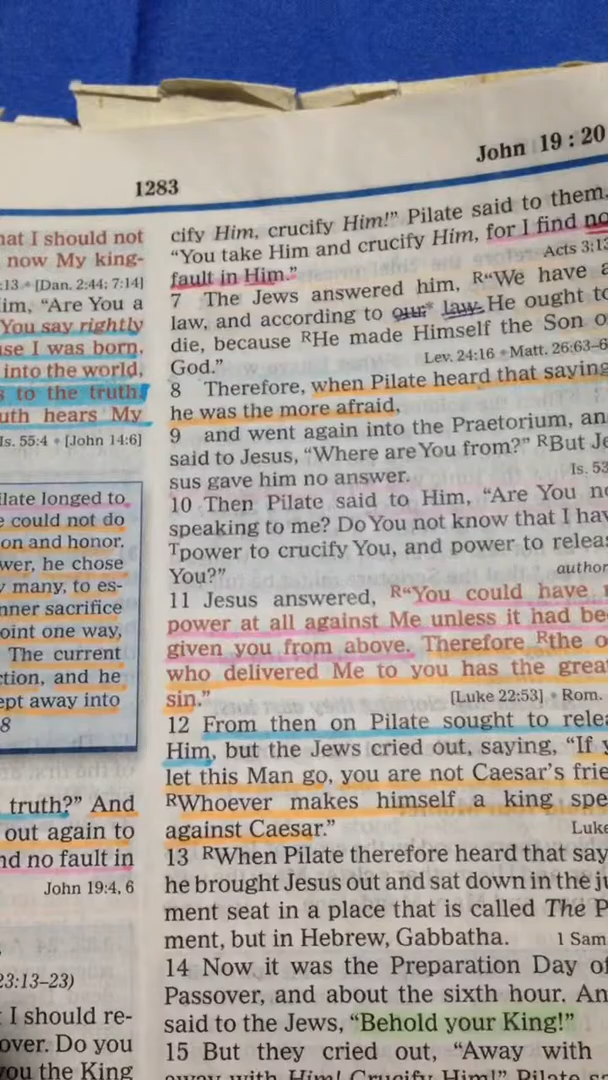 John 19:20
1283
hat I should not
now My king-
:13 • [Dan. 2:44; 7:14]
im, “Are You a
You say rightly
use I was born,
into the world,
s to the truth.
uth hears My
Is. 55:4 • [John 14:6]
ilate longed to
e could not do
on and honor.
wer, he chose
y many, to es-
nner sacrifice
oint one way,
The current
ction, and he
ept away into
8
truth?” And
out again to
nd no fault in
John 19:4, 6
23:13–23)
I should re-
over. Do you
you the King
cify Him, crucify Him!” Pilate said to them,
“You take Him and crucify Him, for I find no
fault in Him.” Acts 3:13
7 The Jews answered him, R“We have a
law, and according to our* law He ought to
die, because RHe made Himself the Son o
God.” Lev. 24:16 • Matt. 26:63–6
8 Therefore, when Pilate heard that saying
he was the more afraid,
9 and went again into the Praetorium, an
said to Jesus, “Where are You from?” RBut Je
sus gave him no answer. Is. 53
10 Then Pilate said to Him, “Are You no
speaking to me? Do You not know that I hav
Tpower to crucify You, and power to releas
You?” author
11 Jesus answered, R“You could have n
power at all against Me unless it had bee
given you from above. Therefore Rthe o
who delivered Me to you has the great
sin.” [Luke 22:53] • Rom.
12 From then on Pilate sought to relea
Him, but the Jews cried out, saying, “If y
let this Man go, you are not Caesar’s frie
RWhoever makes himself a king spe
against Caesar.” Luke
13 RWhen Pilate therefore heard that say
he brought Jesus out and sat down in the ju
ment seat in a place that is called The P
ment, but in Hebrew, Gabbatha. 1 Sam
14 Now it was the Preparation Day of
Passover, and about the sixth hour. An
said to the Jews, “Behold your King!”
15 But they cried out, “Away with
away with Him! Crucify Him!” Pilate sa